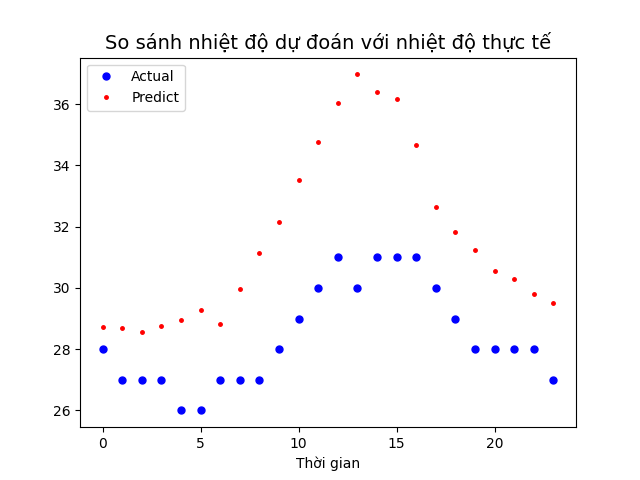 So sánh nhiệt độ dự đoán với nhiệt độ thực tế
Actual
Predict
36
34
32
30
28
26
0 5 10 15 20
Thời gian